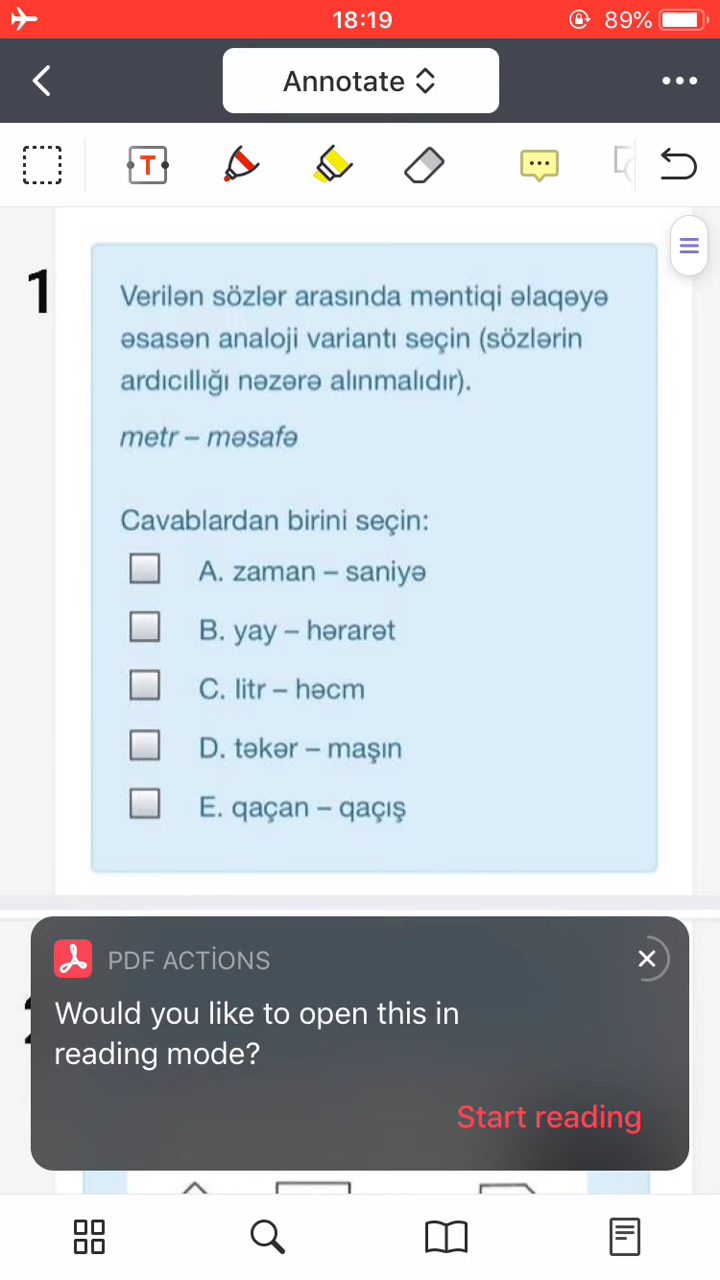 18:19
89%
Annotate
T
1
Verilən sözlər arasında məntiqi əlaqəyə
əsasən analoji variantı seçin (sözlərin
ardıcıllığı nəzərə alınmalıdır).
metr – məsafə
Cavablardan birini seçin:
A. zaman – saniyə
B. yay – hərarət
C. litr – həcm
D. təkər – maşın
E. qaçan – qaçış
PDF ACTİONS
Would you like to open this in
reading mode?
Start reading